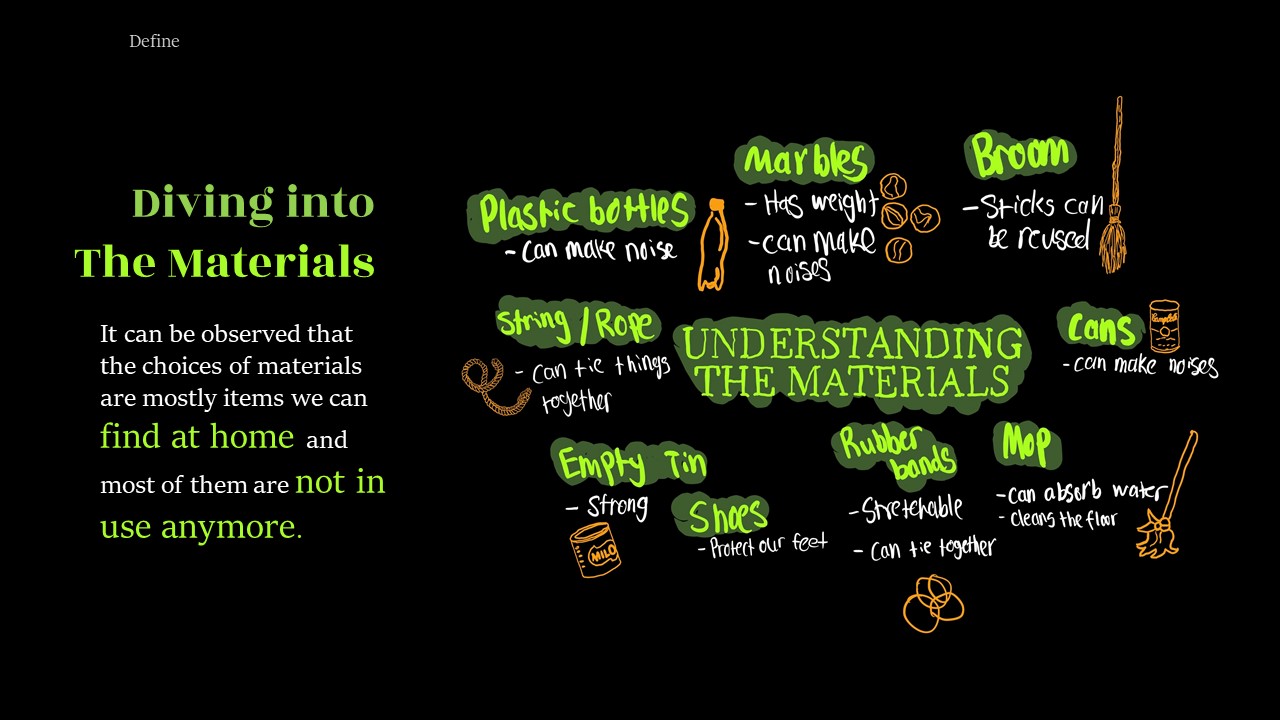 Define
Diving into
The Materials
It can be observed that
the choices of materials
are mostly items we can
find at home and
most of them are not in
use anymore.
Plastic bottles
- Can make noise
Marbles
- Has weight
- can make
noises
Broom
- Sticks can
be reused
String / Rope
- can tie things
together
UNDERSTANDING
THE MATERIALS
Cans
Campbells
- can make noises
Empty Tin
- Strong
MILO
Shoes
- Protect our feet
Rubber
bands
- Stretchable
- Can tie together
Mop
- Can absorb water
- Cleans the floor